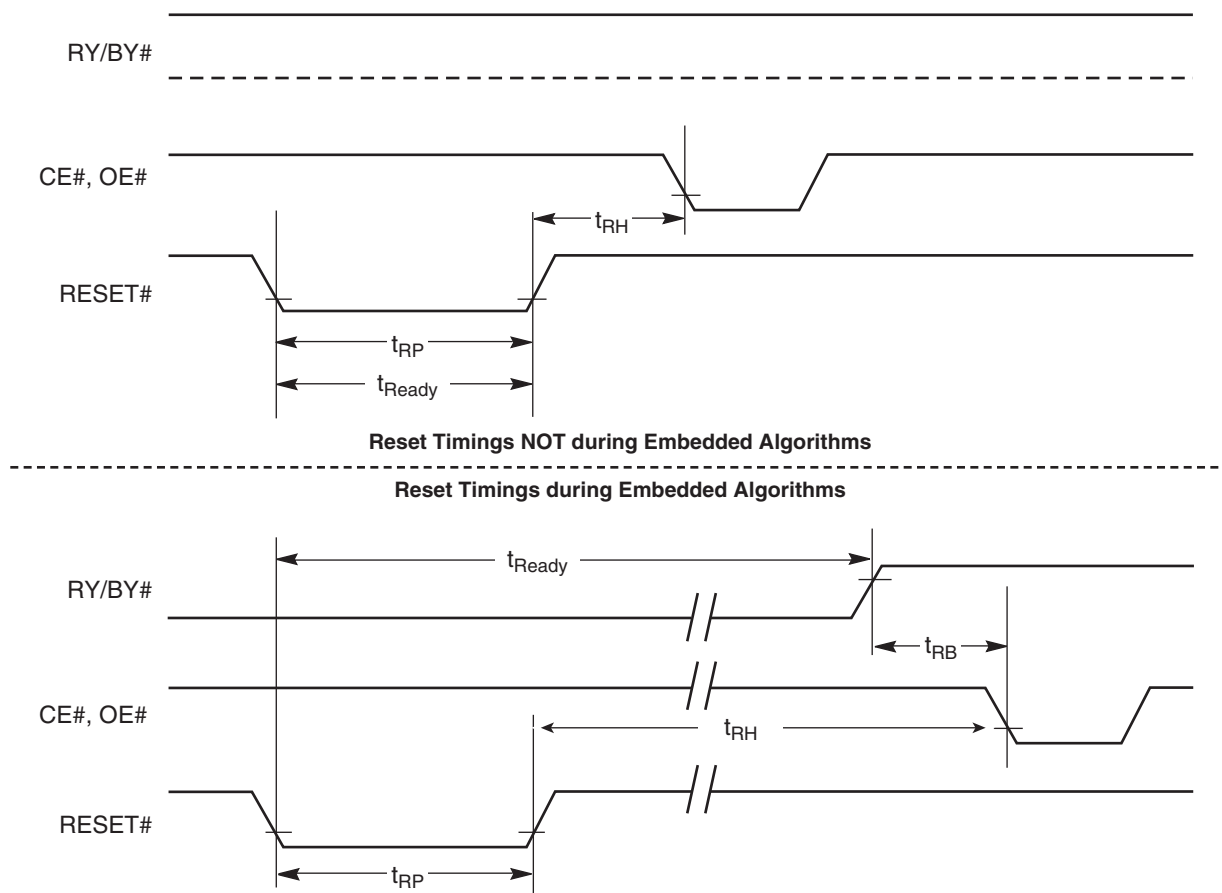 RY/BY#
CE#, OE#
tRH
RESET#
tRP
tReady
Reset Timings NOT during Embedded Algorithms
Reset Timings during Embedded Algorithms
tReady
RY/BY#
tRB
CE#, OE#
tRH
RESET#
tRP